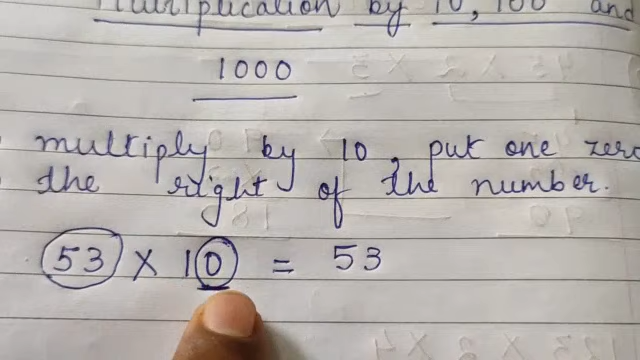 Multiplication by 10, 100 and
1000
multiply by 10, put one zero
the right of the number.
53 × 10 = 53